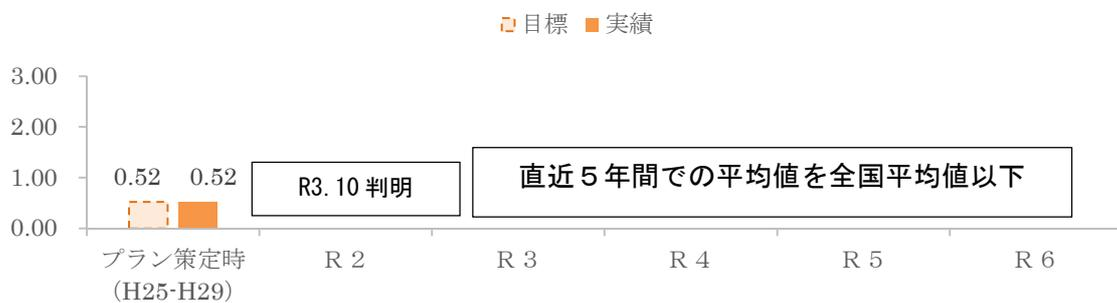 目標 実績
3.00
2.00
1.00
0.00
0.52 0.52
R3.10 判明
直近５年間での平均値を全国平均値以下
プラン策定時
(H25-H29)
Ｒ２ Ｒ３ Ｒ４ Ｒ５ Ｒ６